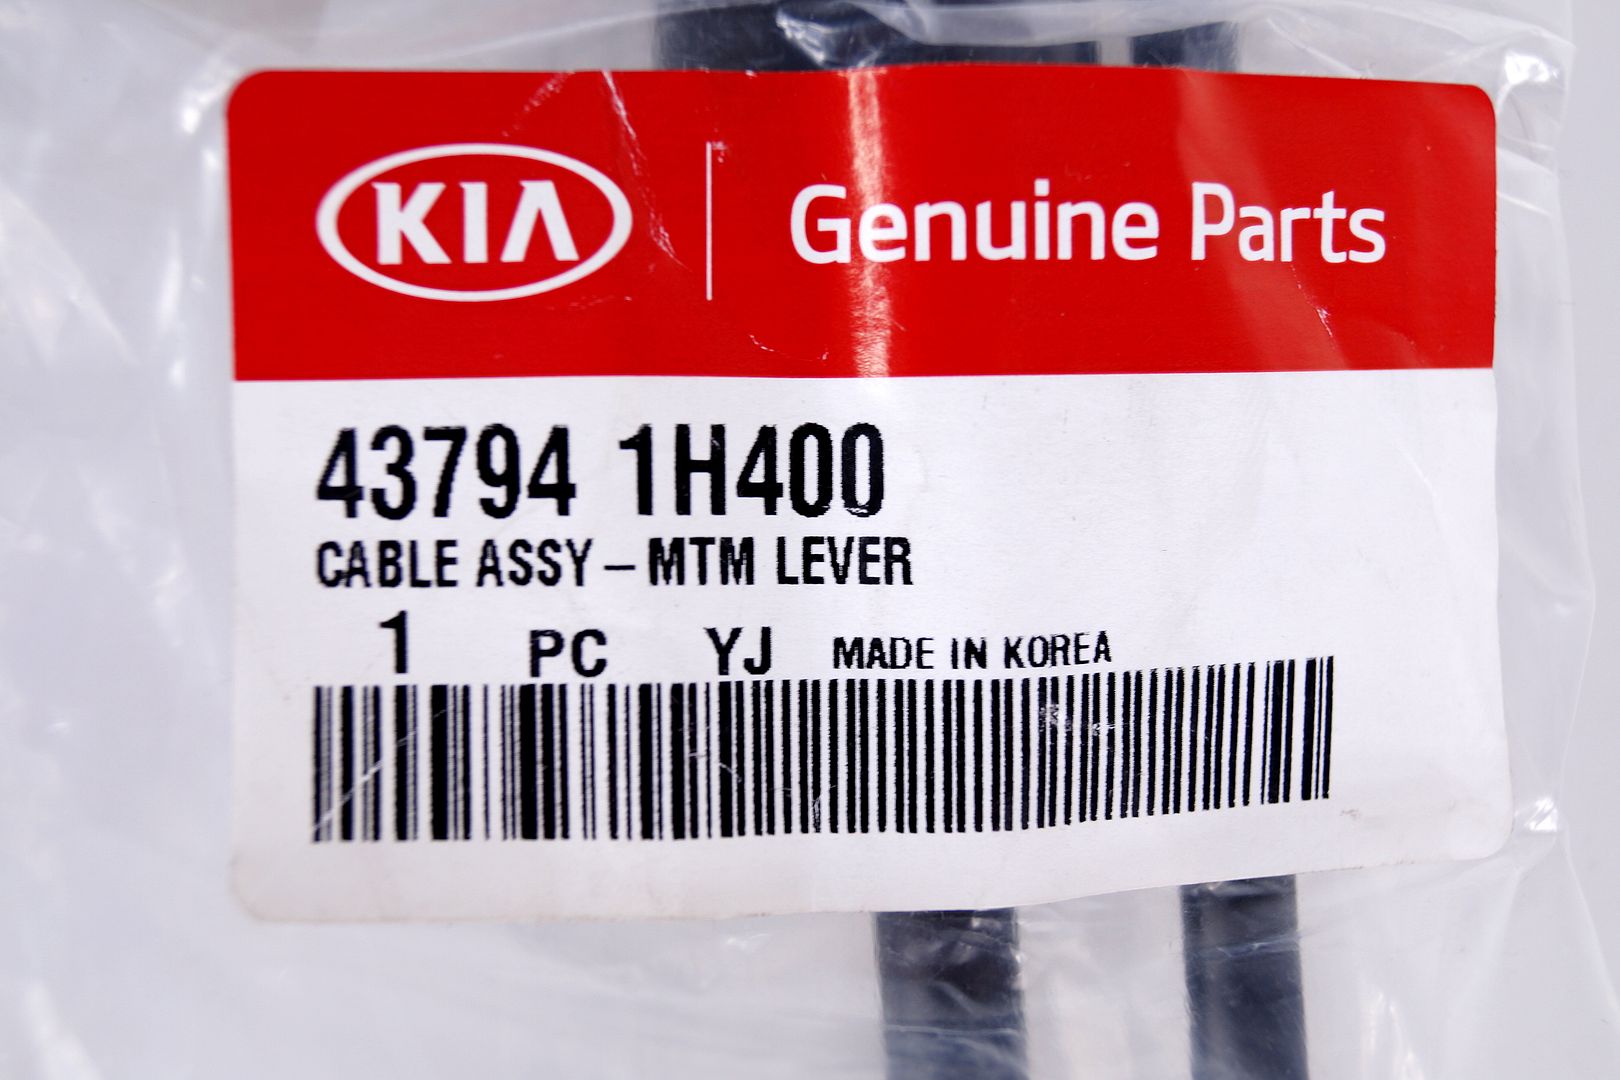 KIA Genuine Parts
43794 1H400
CABLE ASSY – MTM LEVER
1 PC YJ MADE IN KOREA